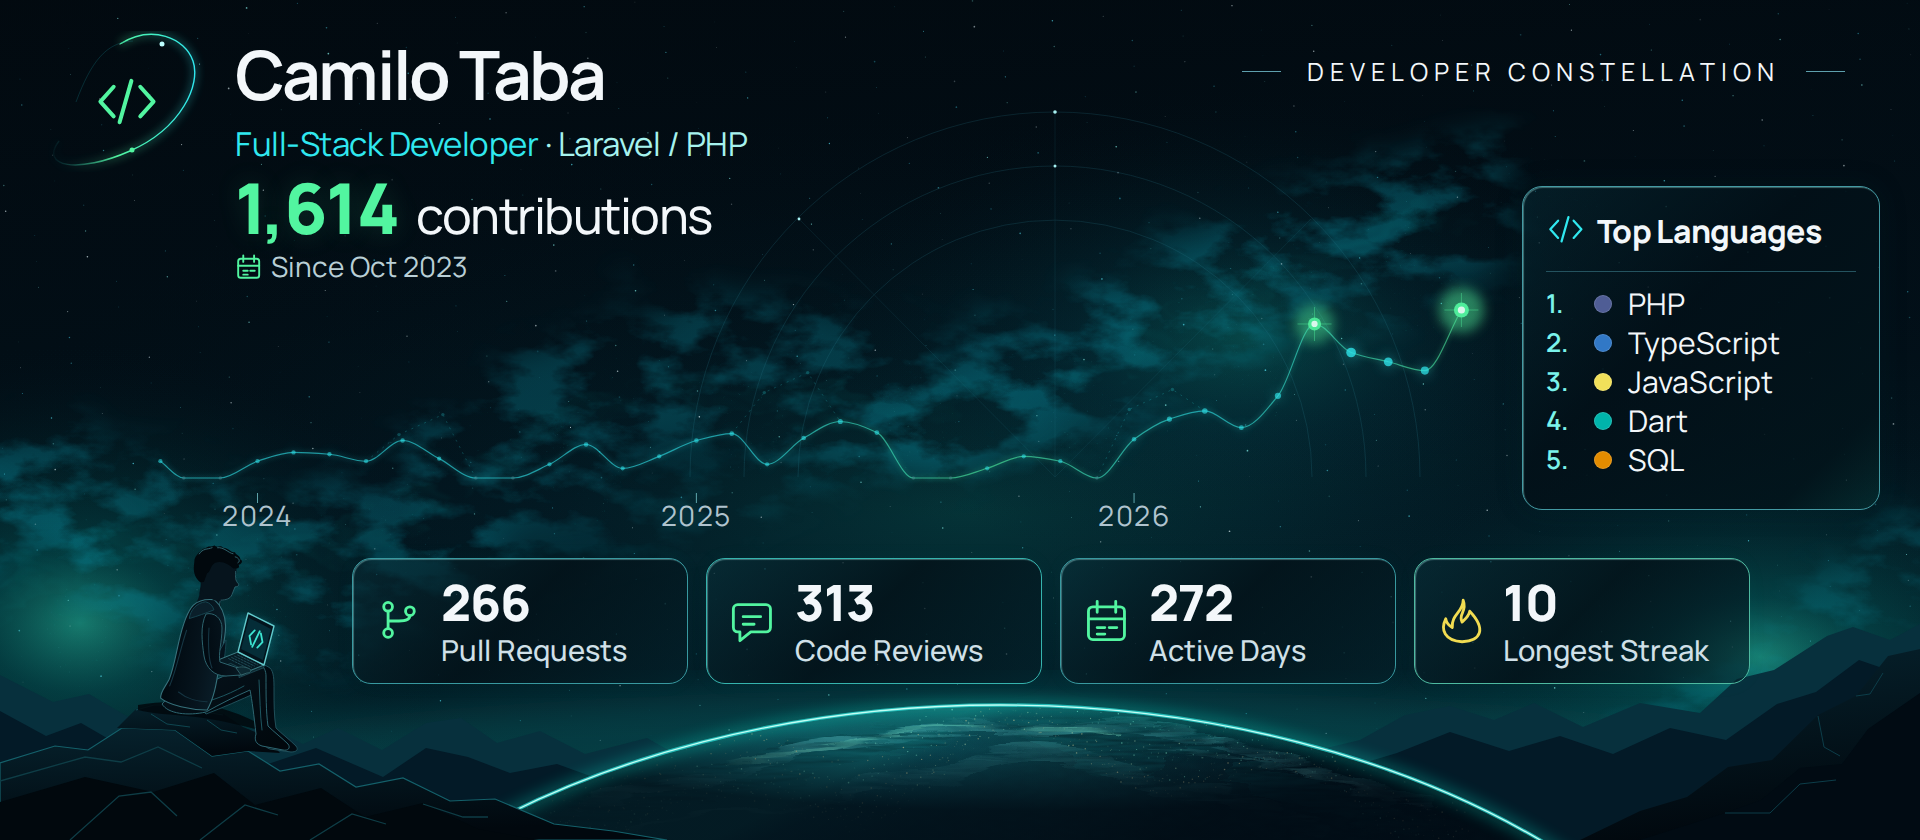 Camilo Taba
DEVELOPER CONSTELLATION
Full-Stack Developer · Laravel / PHP
1,614 contributions
Since Oct 2023
</> Top Languages
1. PHP
2. TypeScript
3. JavaScript
4. Dart
5. SQL
2024 2025 2026
266
Pull Requests
313
Code Reviews
272
Active Days
10
Longest Streak